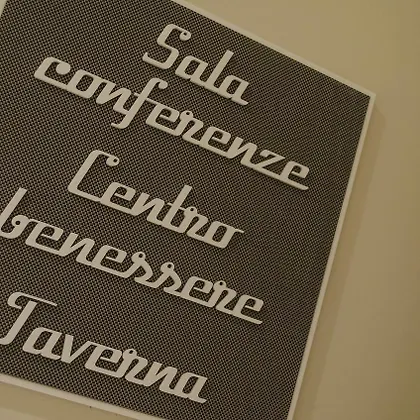 Sala
conferenze
Centro
benessere
Taverna